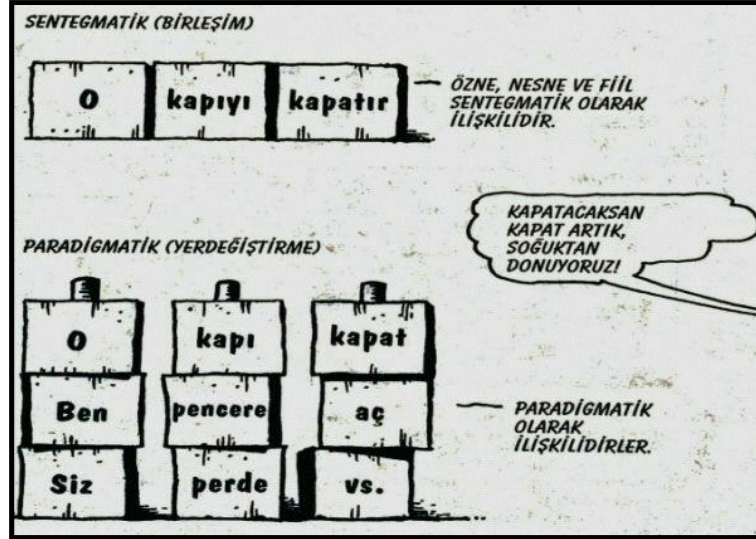 SENTEGMATİK (BİRLEŞİM)
O kapıyı kapatır
ÖZNE, NESNE VE FİİL
SENTEGMATİK OLARAK
İLİŞKİLİDİR.
KAPATACAKSAN
KAPAT ARTIK,
SOĞUKTAN
DONUYORUZ!
PARADİGMATİK (YERDEĞİŞTİRME)
O kapı kapat
Ben pencere aç
Siz perde vs.
PARADİGMATİK
OLARAK
İLİŞKİLİDİRLER.